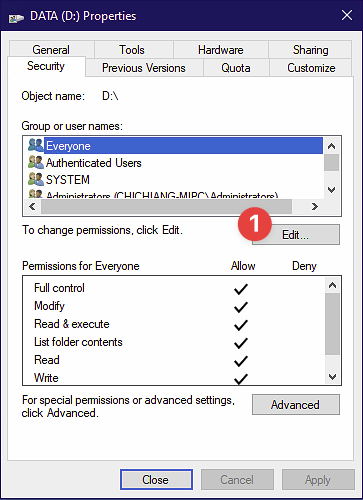 DATA (D:) Properties
General Tools Hardware Sharing
Security Previous Versions Quota Customize
Object name: D:\
Group or user names:
Everyone
Authenticated Users
SYSTEM
Administrators (CHICHIANG-MIPC\Administrators)
To change permissions, click Edit.
1
Edit...
Permissions for Everyone Allow Deny
Full control
Modify
Read & execute
List folder contents
Read
Write
For special permissions or advanced settings,
click Advanced.
Advanced
Close Cancel Apply